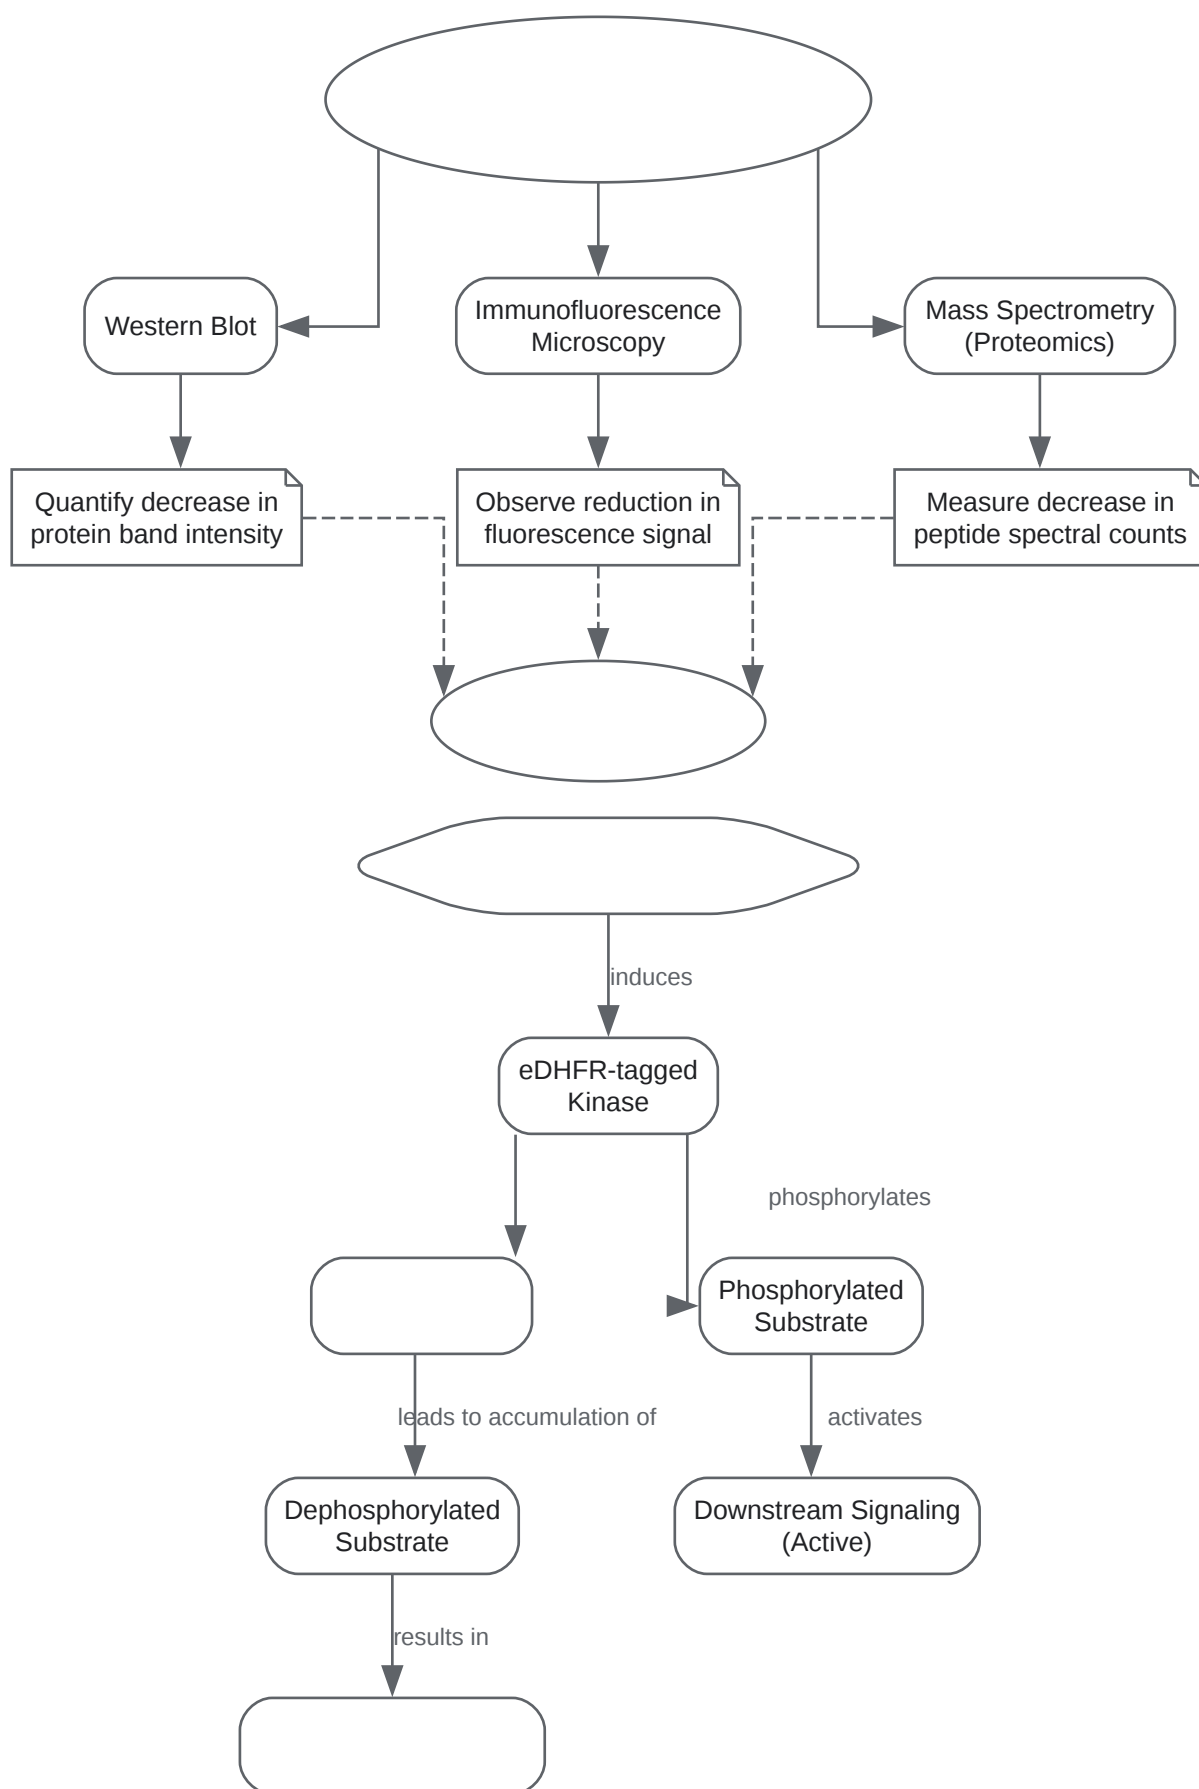 Western Blot
Immunofluorescence
Microscopy
Mass Spectrometry
(Proteomics)
Quantify decrease in
protein band intensity
Observe reduction in
fluorescence signal
Measure decrease in
peptide spectral counts
induces
eDHFR-tagged
Kinase
phosphorylates
Phosphorylated
Substrate
leads to accumulation of
activates
Dephosphorylated
Substrate
Downstream Signaling
(Active)
results in